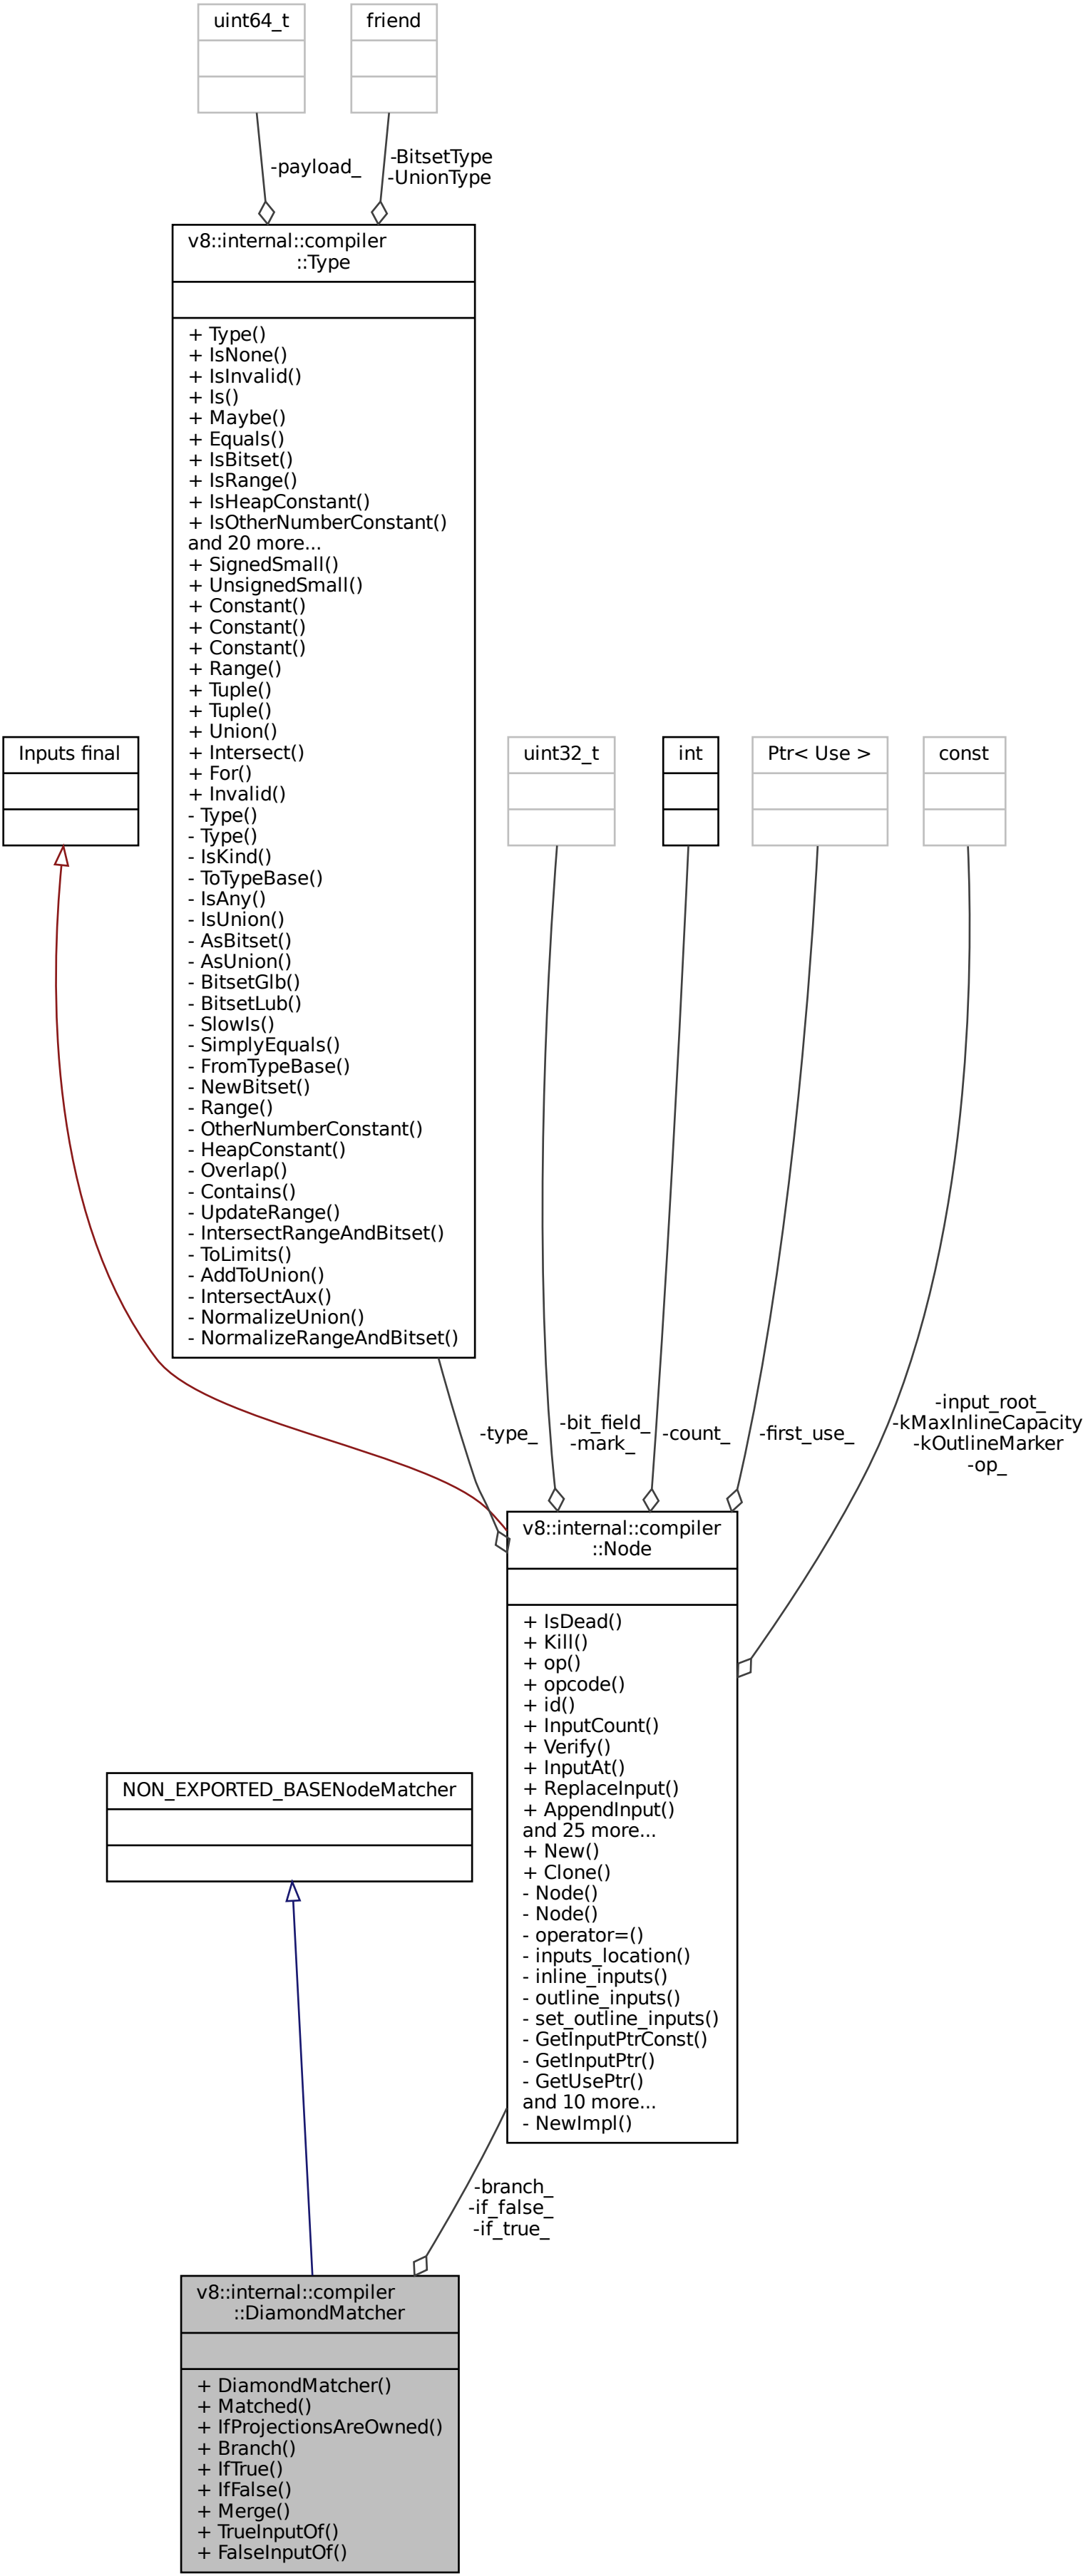 uint64_t
friend
-payload_
-BitsetType
-UnionType
v8::internal::compiler
::Type
+ Type()
+ IsNone()
+ IsInvalid()
+ Is()
+ Maybe()
+ Equals()
+ IsBitset()
+ IsRange()
+ IsHeapConstant()
+ IsOtherNumberConstant()
and 20 more...
+ SignedSmall()
+ UnsignedSmall()
+ Constant()
+ Constant()
+ Constant()
+ Range()
+ Tuple()
+ Tuple()
+ Union()
+ Intersect()
+ For()
+ Invalid()
- Type()
- Type()
- IsKind()
- ToTypeBase()
- IsAny()
- IsUnion()
- AsBitset()
- AsUnion()
- BitsetGlb()
- BitsetLub()
- SlowIs()
- SimplyEquals()
- FromTypeBase()
- NewBitset()
- Range()
- OtherNumberConstant()
- HeapConstant()
- Overlap()
- Contains()
- UpdateRange()
- IntersectRangeAndBitset()
- ToLimits()
- AddToUnion()
- IntersectAux()
- NormalizeUnion()
- NormalizeRangeAndBitset()
Inputs final
uint32_t
int
Ptr< Use >
const
-type_
-bit_field_
-mark_
-count_
-first_use_
-input_root_
-kMaxInlineCapacity
-kOutlineMarker
-op_
v8::internal::compiler
::Node
+ IsDead()
+ Kill()
+ op()
+ opcode()
+ id()
+ InputCount()
+ Verify()
+ InputAt()
+ ReplaceInput()
+ AppendInput()
and 25 more...
+ New()
+ Clone()
- Node()
- Node()
- operator=()
- inputs_location()
- inline_inputs()
- outline_inputs()
- set_outline_inputs()
- GetInputPtrConst()
- GetInputPtr()
- GetUsePtr()
and 10 more...
- NewImpl()
NON_EXPORTED_BASENodeMatcher
-branch_
-if_false_
-if_true_
v8::internal::compiler
::DiamondMatcher
+ DiamondMatcher()
+ Matched()
+ IfProjectionsAreOwned()
+ Branch()
+ IfTrue()
+ IfFalse()
+ Merge()
+ TrueInputOf()
+ FalseInputOf()